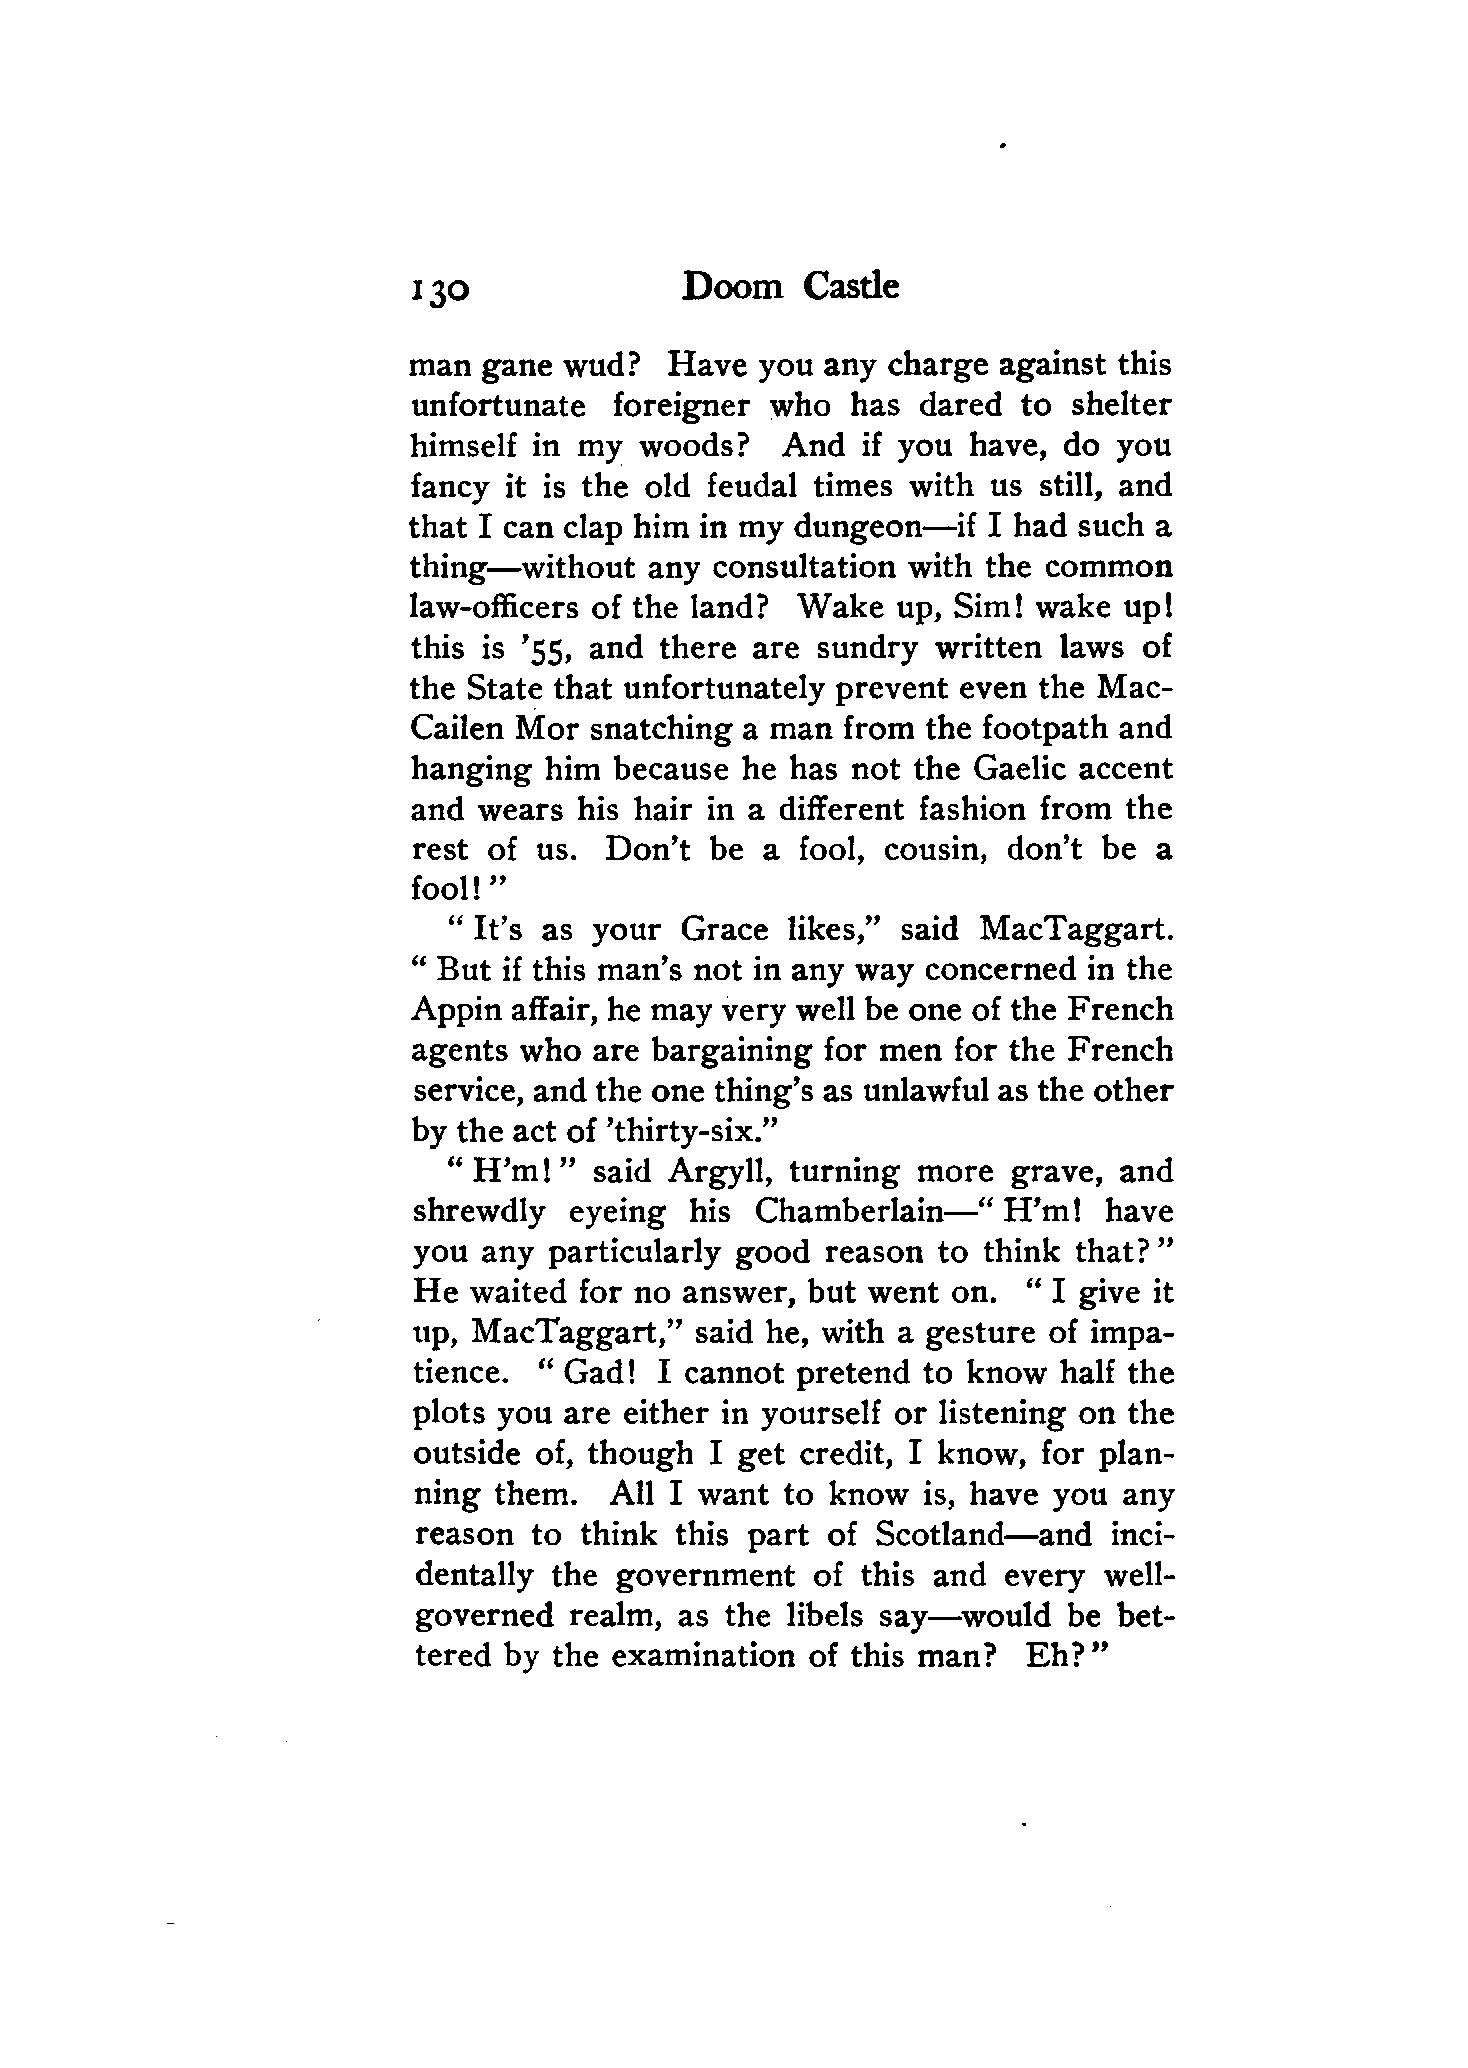 130 Doom Castle
man gane wud? Have you any charge against this
unfortunate foreigner who has dared to shelter
himself in my woods? And if you have, do you
fancy it is the old feudal times with us still, and
that I can clap him in my dungeon—if I had such a
thing—without any consultation with the common
law-officers of the land? Wake up, Sim! wake up!
this is ’55, and there are sundry written laws of
the State that unfortunately prevent even the Mac-
Cailen Mor snatching a man from the footpath and
hanging him because he has not the Gaelic accent
and wears his hair in a different fashion from the
rest of us. Don’t be a fool, cousin, don’t be a
fool!”
“It’s as your Grace likes,” said MacTaggart.
“But if this man’s not in any way concerned in the
Appin affair, he may very well be one of the French
agents who are bargaining for men for the French
service, and the one thing’s as unlawful as the other
by the act of ’thirty-six.”
“H’m!” said Argyll, turning more grave, and
shrewdly eyeing his Chamberlain—“H’m! have
you any particularly good reason to think that?”
He waited for no answer, but went on. “I give it
up, MacTaggart,” said he, with a gesture of impa-
tience. “Gad! I cannot pretend to know half the
plots you are either in yourself or listening on the
outside of, though I get credit, I know, for plan-
ning them. All I want to know is, have you any
reason to think this part of Scotland—and inci-
dentally the government of this and every well-
governed realm, as the libels say—would be bet-
tered by the examination of this man? Eh?”